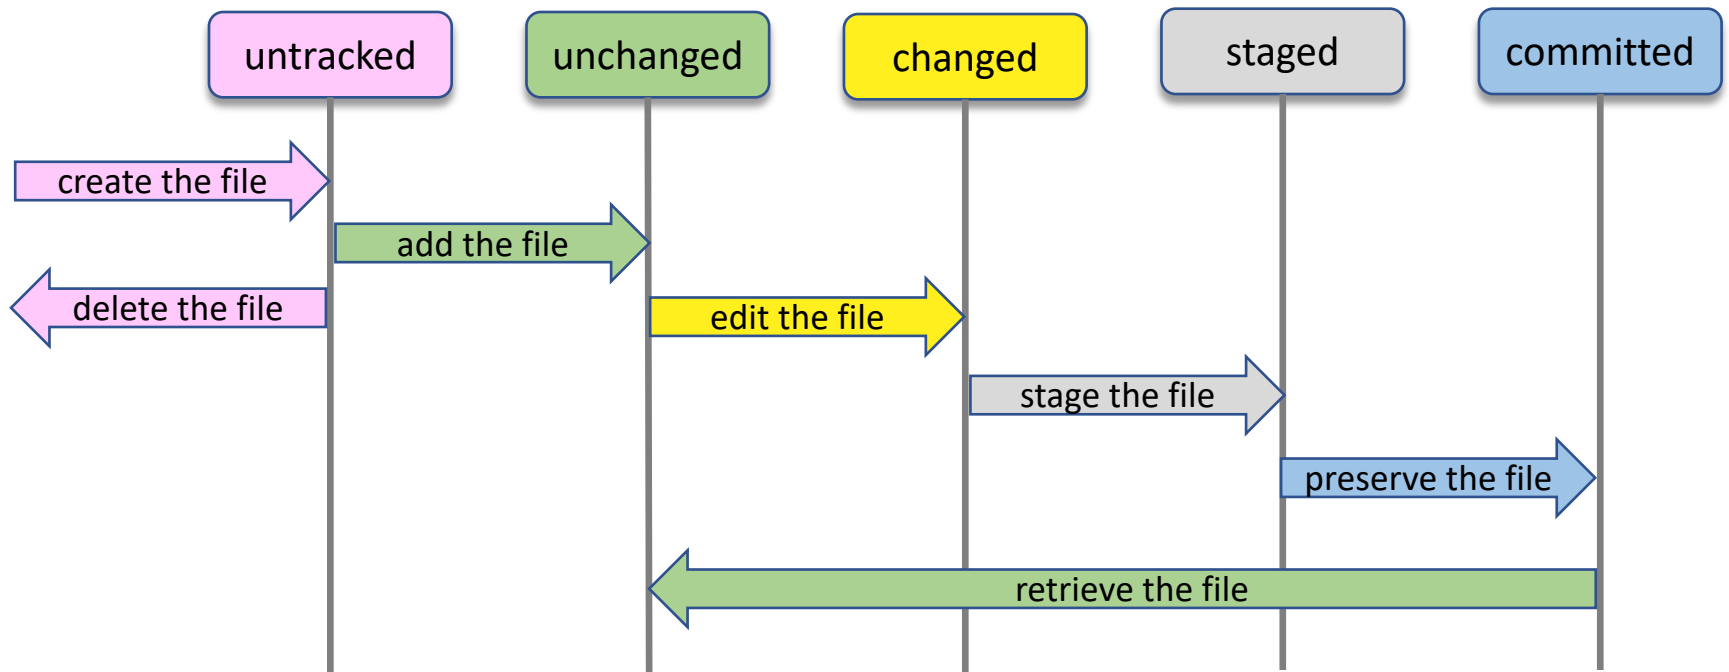 untracked
unchanged
changed
staged
committed
create the file
add the file
delete the file
edit the file
stage the file
preserve the file
retrieve the file